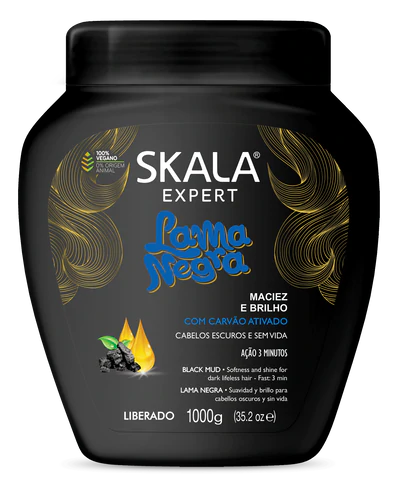 100%
VEGANO
0% ORIGEM
ANIMAL
SKALA®
EXPERT
Lama
Negra
MACIEZ
E BRILHO
COM CARVÃO ATIVADO
CABELOS ESCUROS E SEM VIDA
AÇÃO 3 MINUTOS
BLACK MUD • Softness and shine for
dark lifeless hair - Fast: 3 min
LAMA NEGRA • Suavidad y brillo para
cabellos oscuros y sin vida
LIBERADO 1000g (35.2 oz ℮)